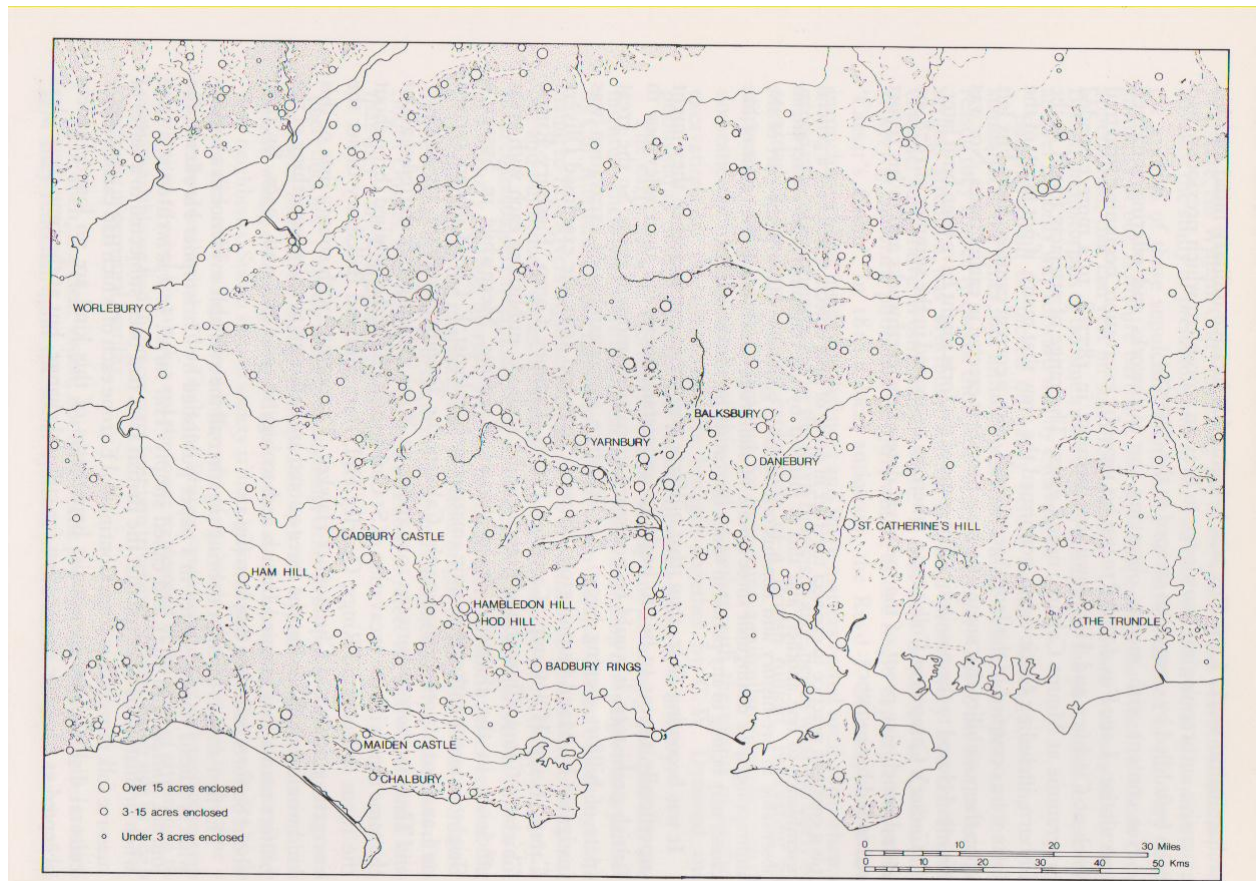 WORLEBURY
BALKSBURY
YARNBURY
DANEBURY
CADBURY CASTLE
ST. CATHERINE'S HILL
HAM HILL
HAMBLEDON HILL
HOD HILL
THE TRUNDLE
BADBURY RINGS
MAIDEN CASTLE
CHALBURY
Over 15 acres enclosed
3-15 acres enclosed
Under 3 acres enclosed
0 10 20 30 Miles
0 10 20 30 40 50 Kms